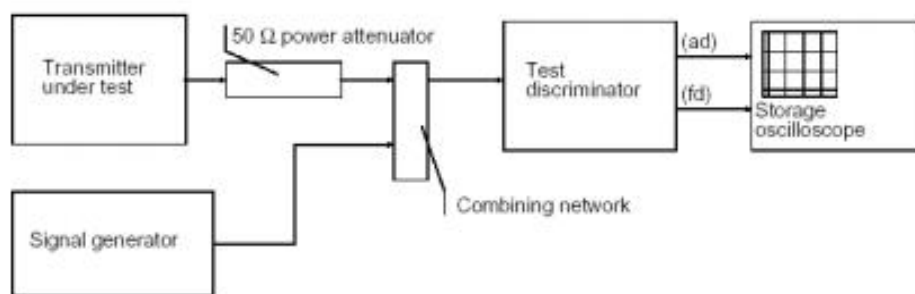 50 Ω power attenuator
Transmitter
under test
Test
discriminator
(ad)
(fd)
Storage
oscilloscope
Combining network
Signal generator